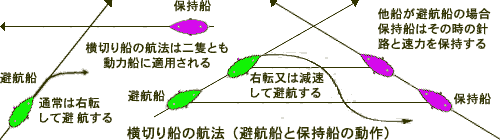 保持船
横切り船の航法は二隻とも
動力船に適用される
避航船
通常は右転
して避航する
他船が避航船の場合
保持船はその時の針
路と速力を保持する
右転又は減速
して避航する
避航船
保持船
横切り船の航法（避航船と保持船の動作）